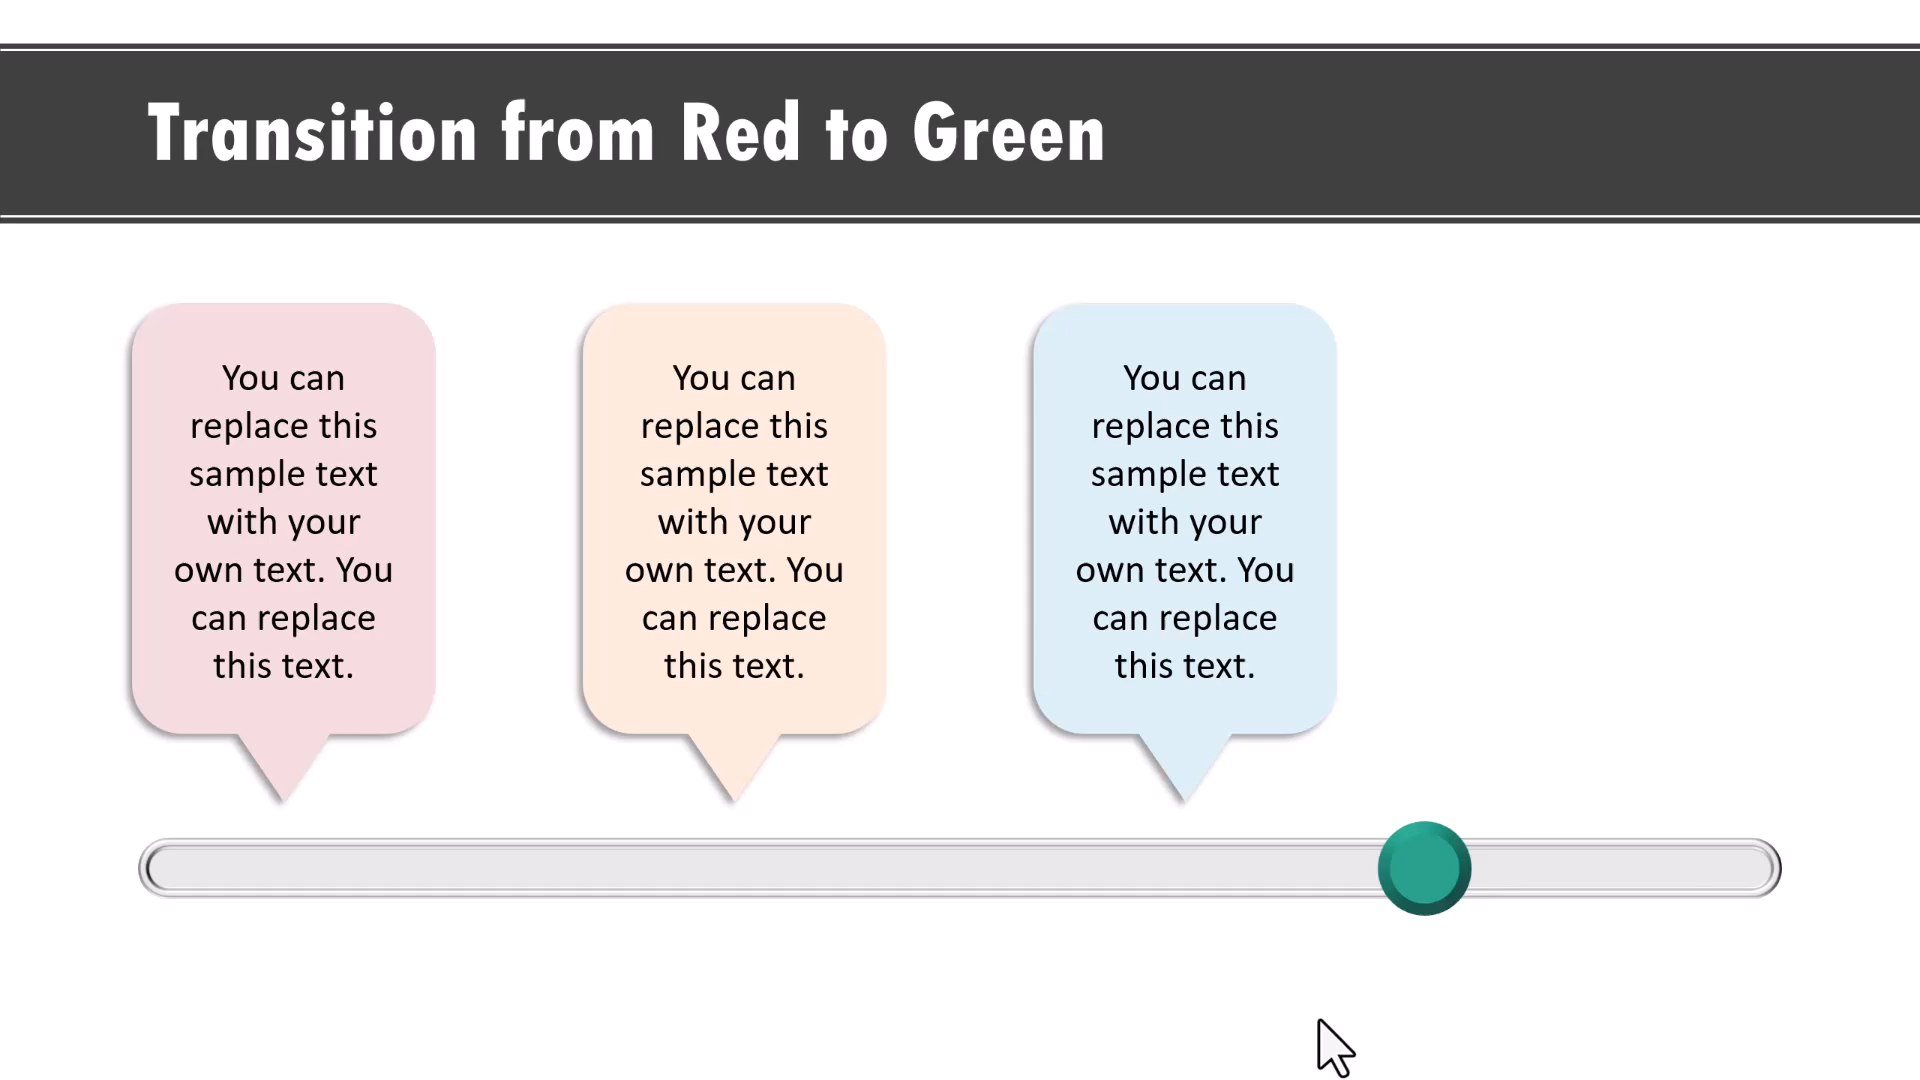 Transition from Red to Green
You can
replace this
sample text
with your
own text. You
can replace
this text.
You can
replace this
sample text
with your
own text. You
can replace
this text.
You can
replace this
sample text
with your
own text. You
can replace
this text.